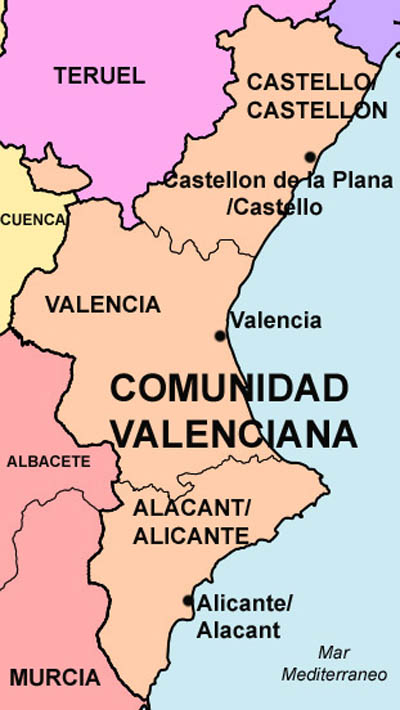 TERUEL
CASTELLO/
CASTELLON
Castellon de la Plana
/Castello
CUENCA
VALENCIA
Valencia
COMUNIDAD
VALENCIANA
ALBACETE
ALACANT/
ALICANTE
Alicante/
Alacant
Mar
Mediterraneo
MURCIA